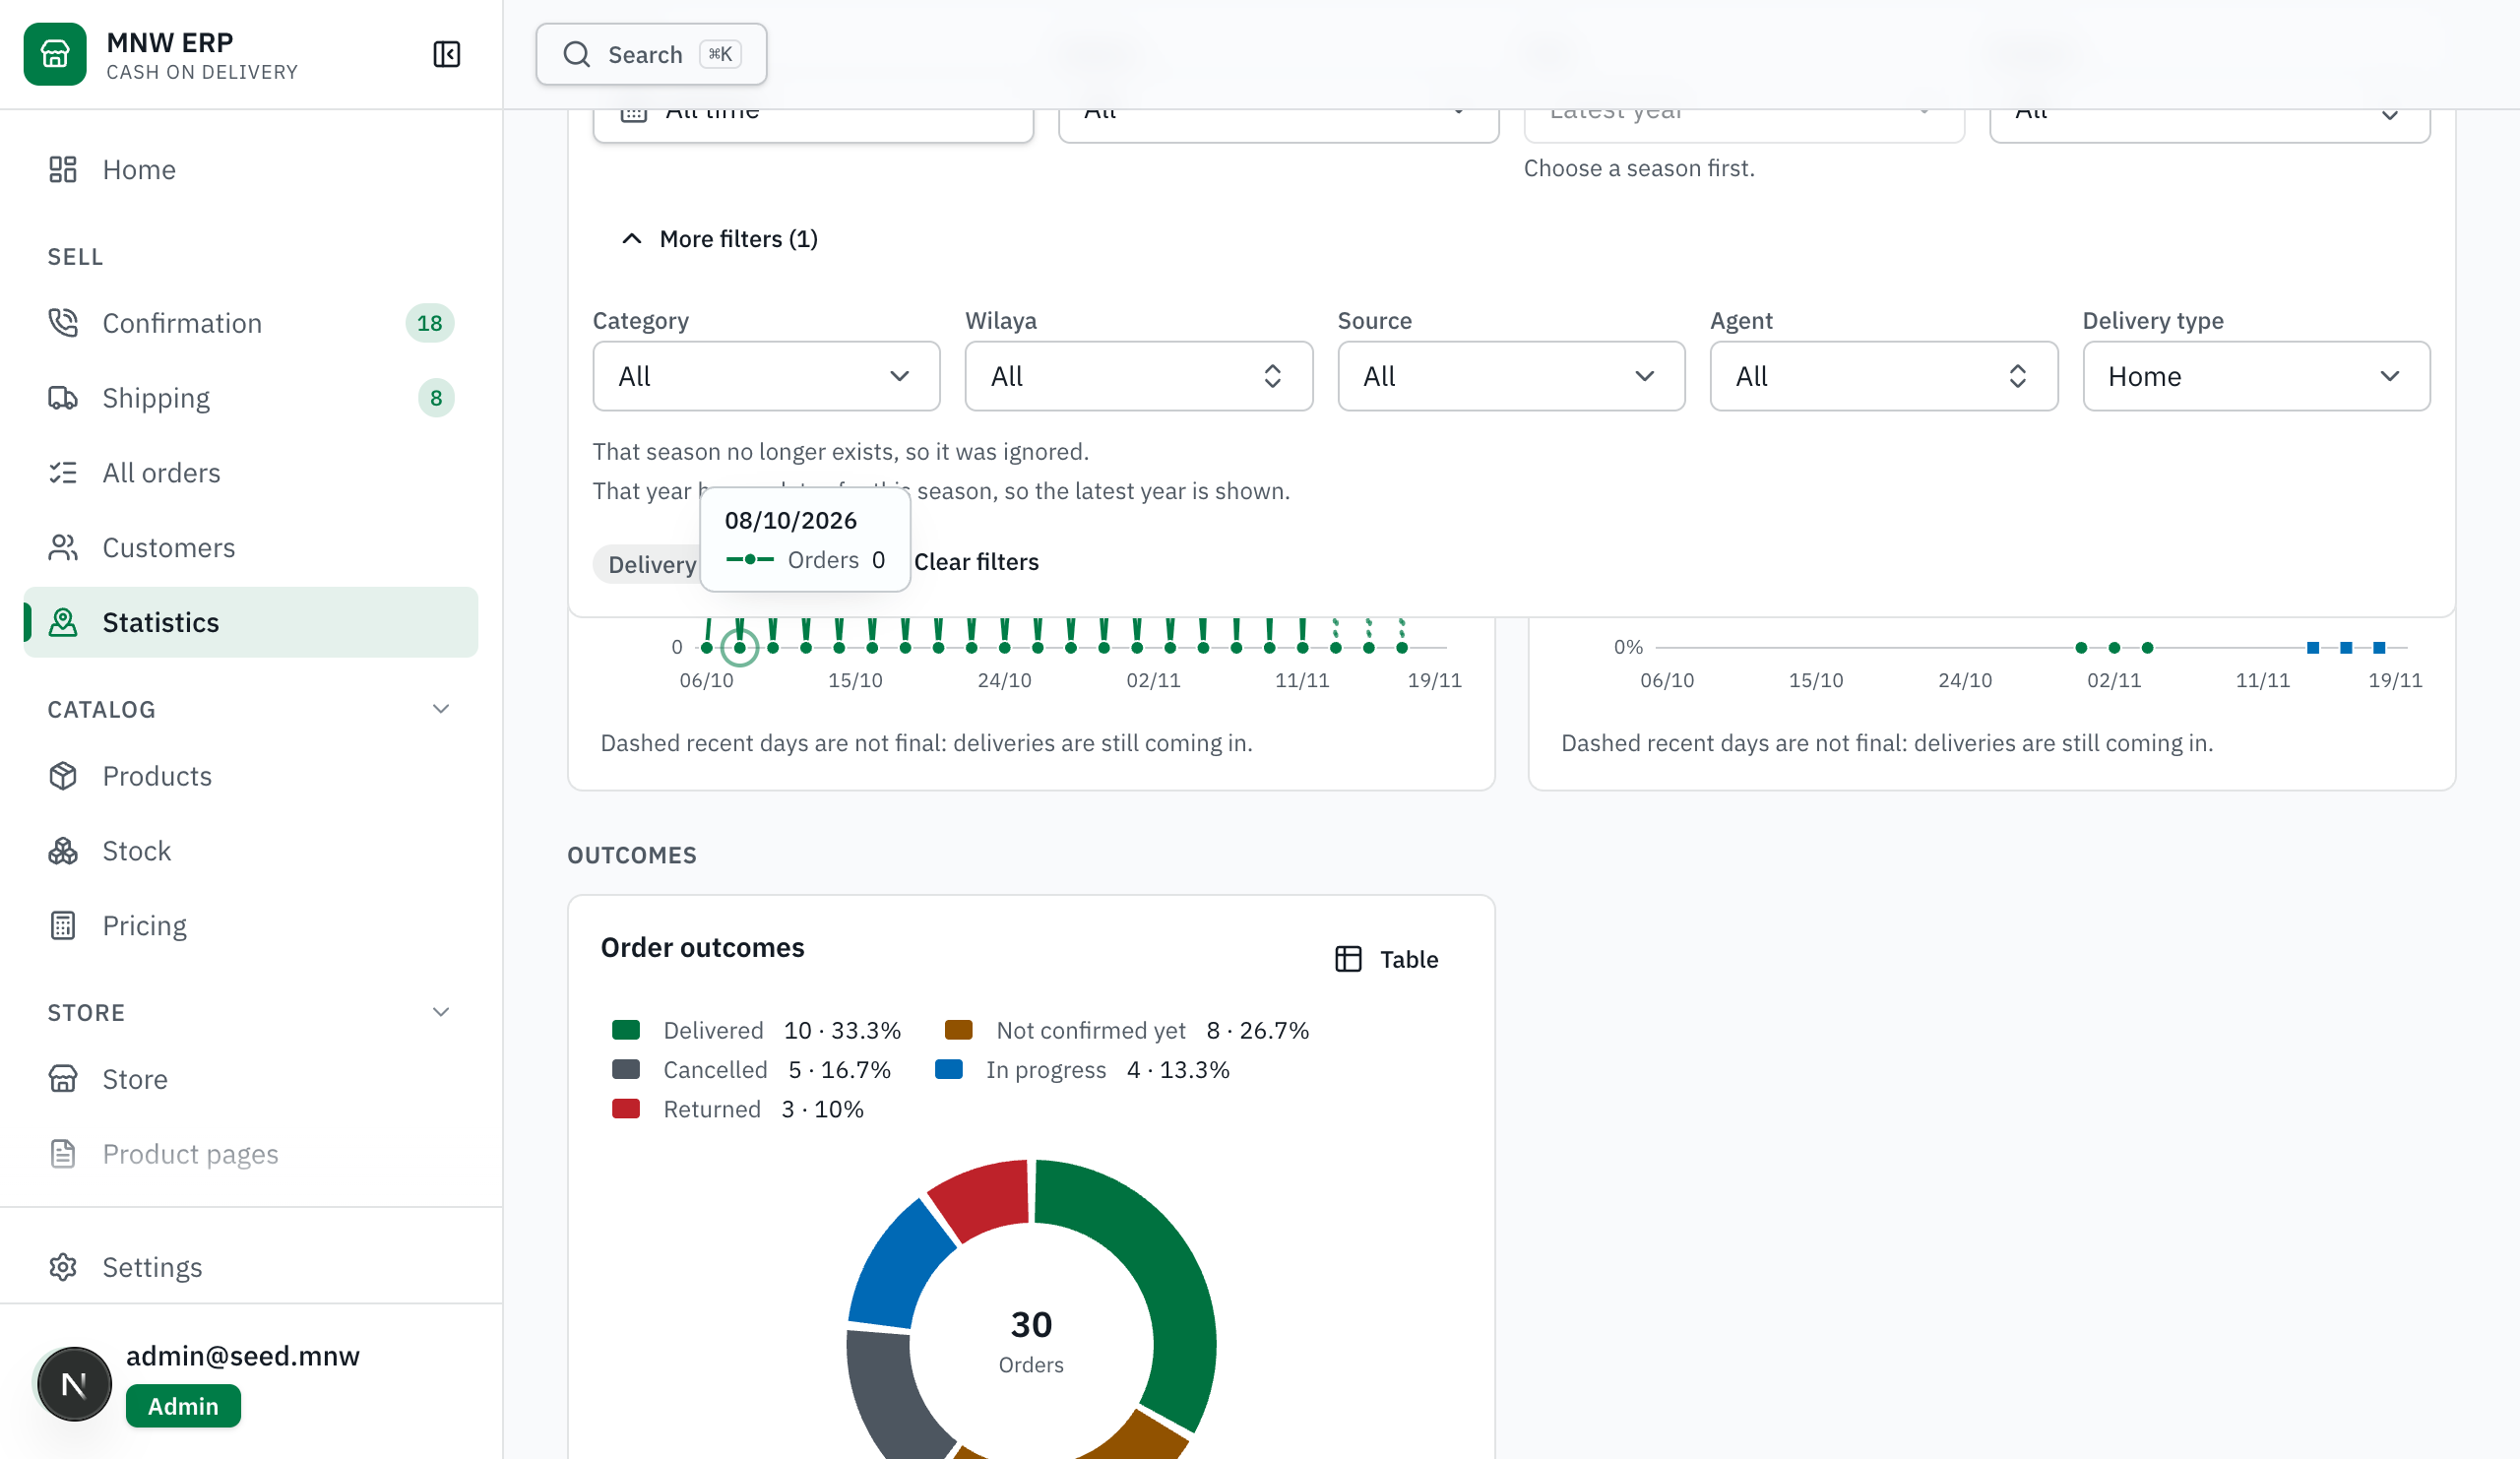 MNW ERP
CASH ON DELIVERY
Search ⌘K
Home
SELL
Confirmation 18
Shipping 8
All orders
Customers
Statistics
CATALOG
Products
Stock
Pricing
STORE
Store
Product pages
Settings
N
admin@seed.mnw
Admin
All time
All
Latest year
All
Choose a season first.
More filters (1)
Category
Wilaya
Source
Agent
Delivery type
All
All
All
All
Home
That season no longer exists, so it was ignored.
That year season, so the latest year is shown.
08/10/2026
Orders 0
Delivery
Clear filters
0
06/10 15/10 24/10 02/11 11/11 19/11
Dashed recent days are not final: deliveries are still coming in.
0%
06/10 15/10 24/10 02/11 11/11 19/11
Dashed recent days are not final: deliveries are still coming in.
OUTCOMES
Order outcomes
Table
Delivered 10 · 33.3%
Not confirmed yet 8 · 26.7%
Cancelled 5 · 16.7%
In progress 4 · 13.3%
Returned 3 · 10%
30
Orders